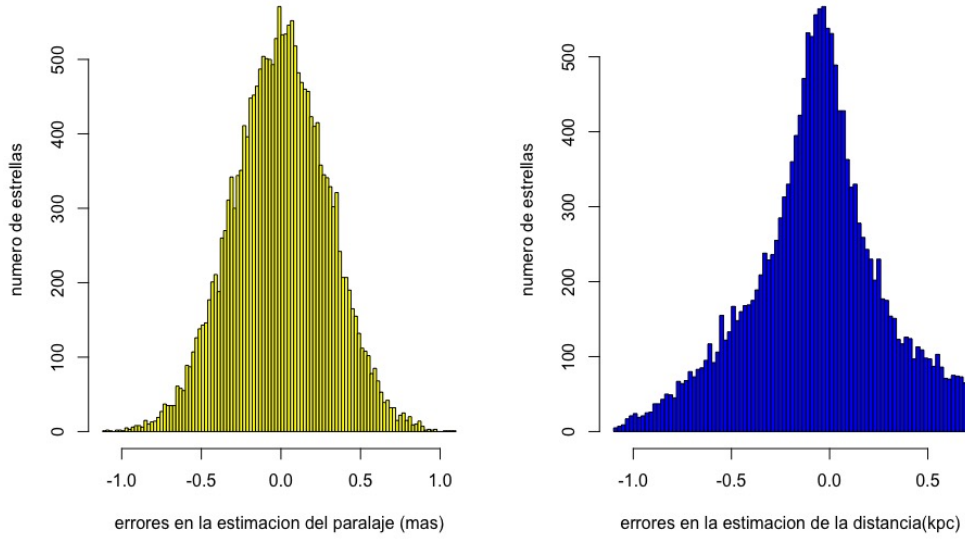 numero de estrellas
500
400
300
200
100
0
-1.0 -0.5 0.0 0.5 1.0
errores en la estimacion del paralaje (mas)
numero de estrellas
500
400
300
200
100
0
-1.0 -0.5 0.0 0.5
errores en la estimacion de la distancia(kpc)